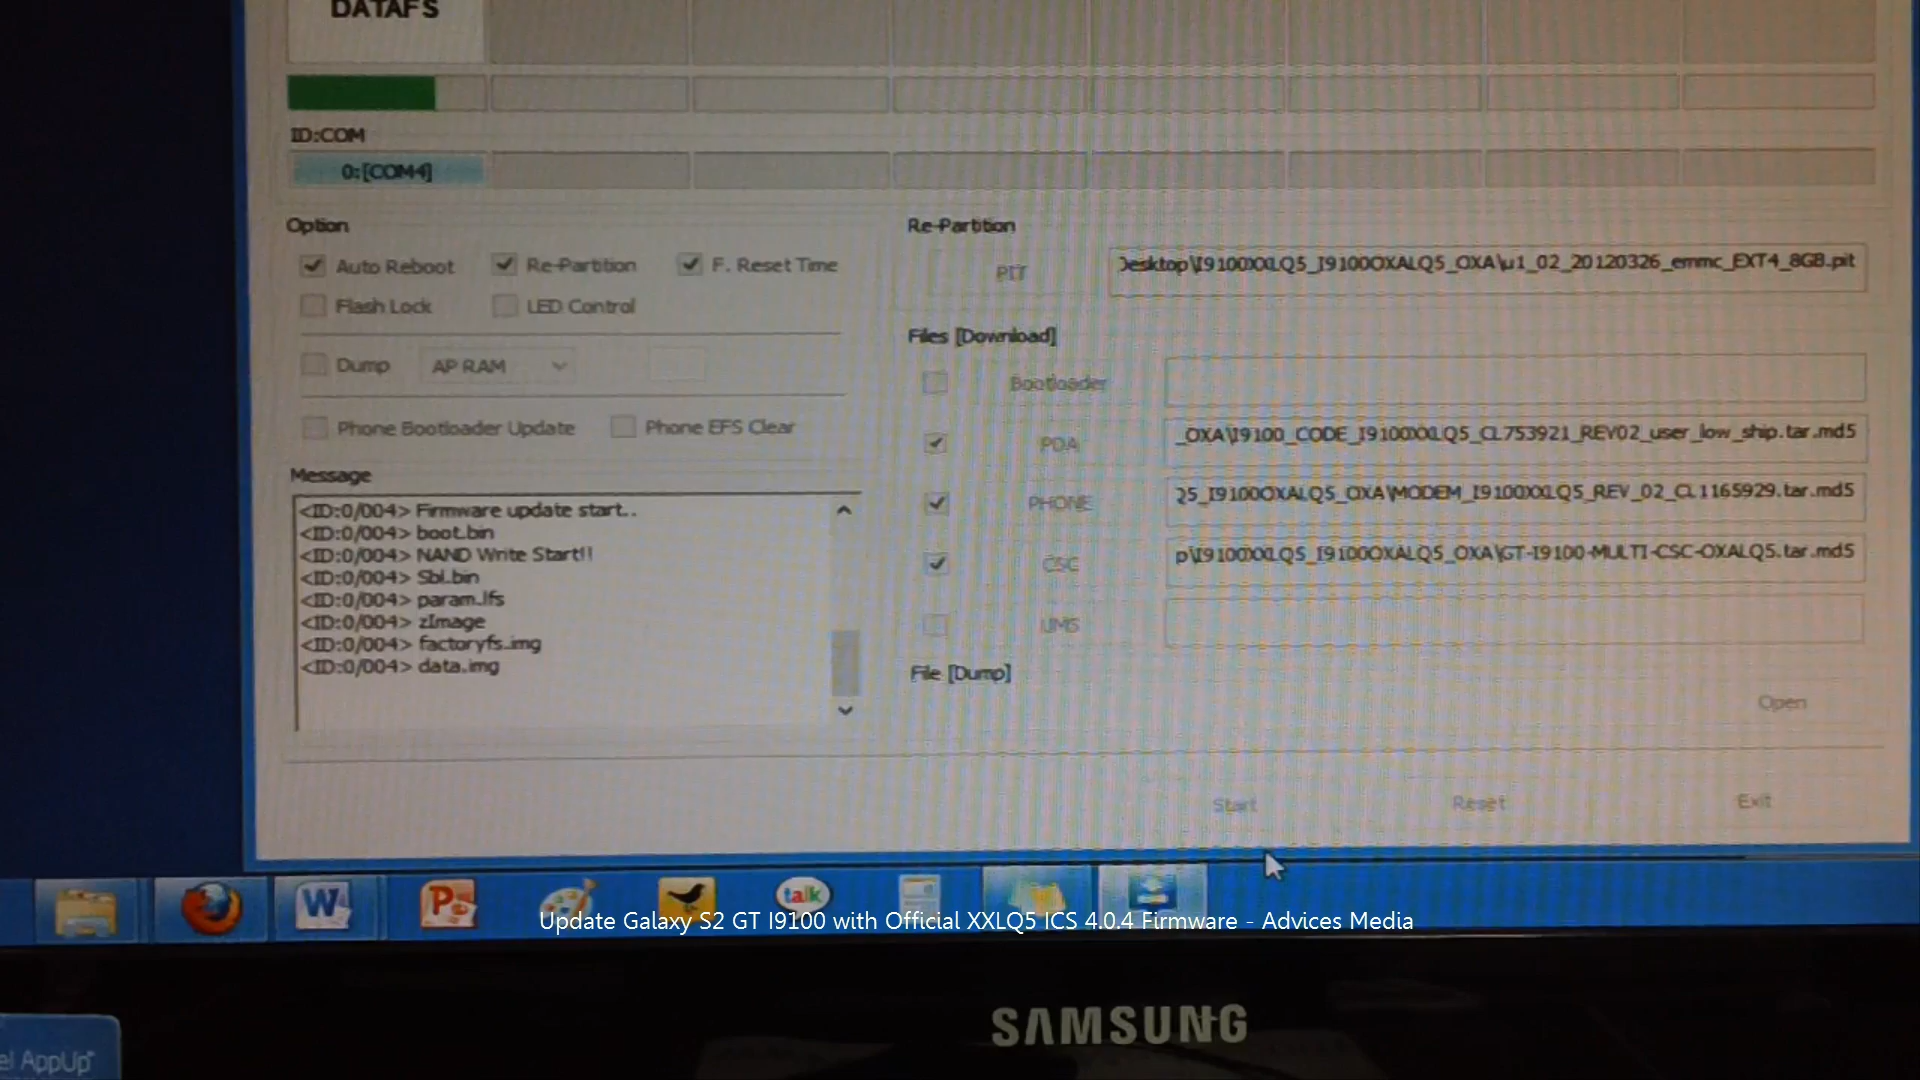 DATAFS
ID:COM
0:[COM4]
Option
Auto Reboot Re-Partition F. Reset Time
Flash Lock LED Control
Dump AP RAM
Phone Bootloader Update Phone EFS Clear
Message
<ID:0/004> Firmware update start..
<ID:0/004> boot.bin
<ID:0/004> NAND Write Start!!
<ID:0/004> Sbl.bin
<ID:0/004> param.lfs
<ID:0/004> zImage
<ID:0/004> factoryfs.img
<ID:0/004> data.img
Re-Partition
PIT Desktop\I9100XXLQ5_I9100OXALQ5_OXA\u1_02_20120326_emmc_EXT4_8GB.pit
Files [Download]
Bootloader
PDA _OXA\I9100_CODE_I9100XXLQ5_CL753921_REV02_user_low_ship.tar.md5
PHONE Q5_I9100OXALQ5_OXA\MODEM_I9100XXLQ5_REV_02_CL1165929.tar.md5
CSC p\I9100XXLQ5_I9100OXALQ5_OXA\GT-I9100-MULTI-CSC-OXALQ5.tar.md5
UMS
File [Dump]
Open
Start Reset Exit
talk
Update Galaxy S2 GT I9100 with Official XXLQ5 ICS 4.0.4 Firmware - Advices Media
SAMSUNG
el AppUp